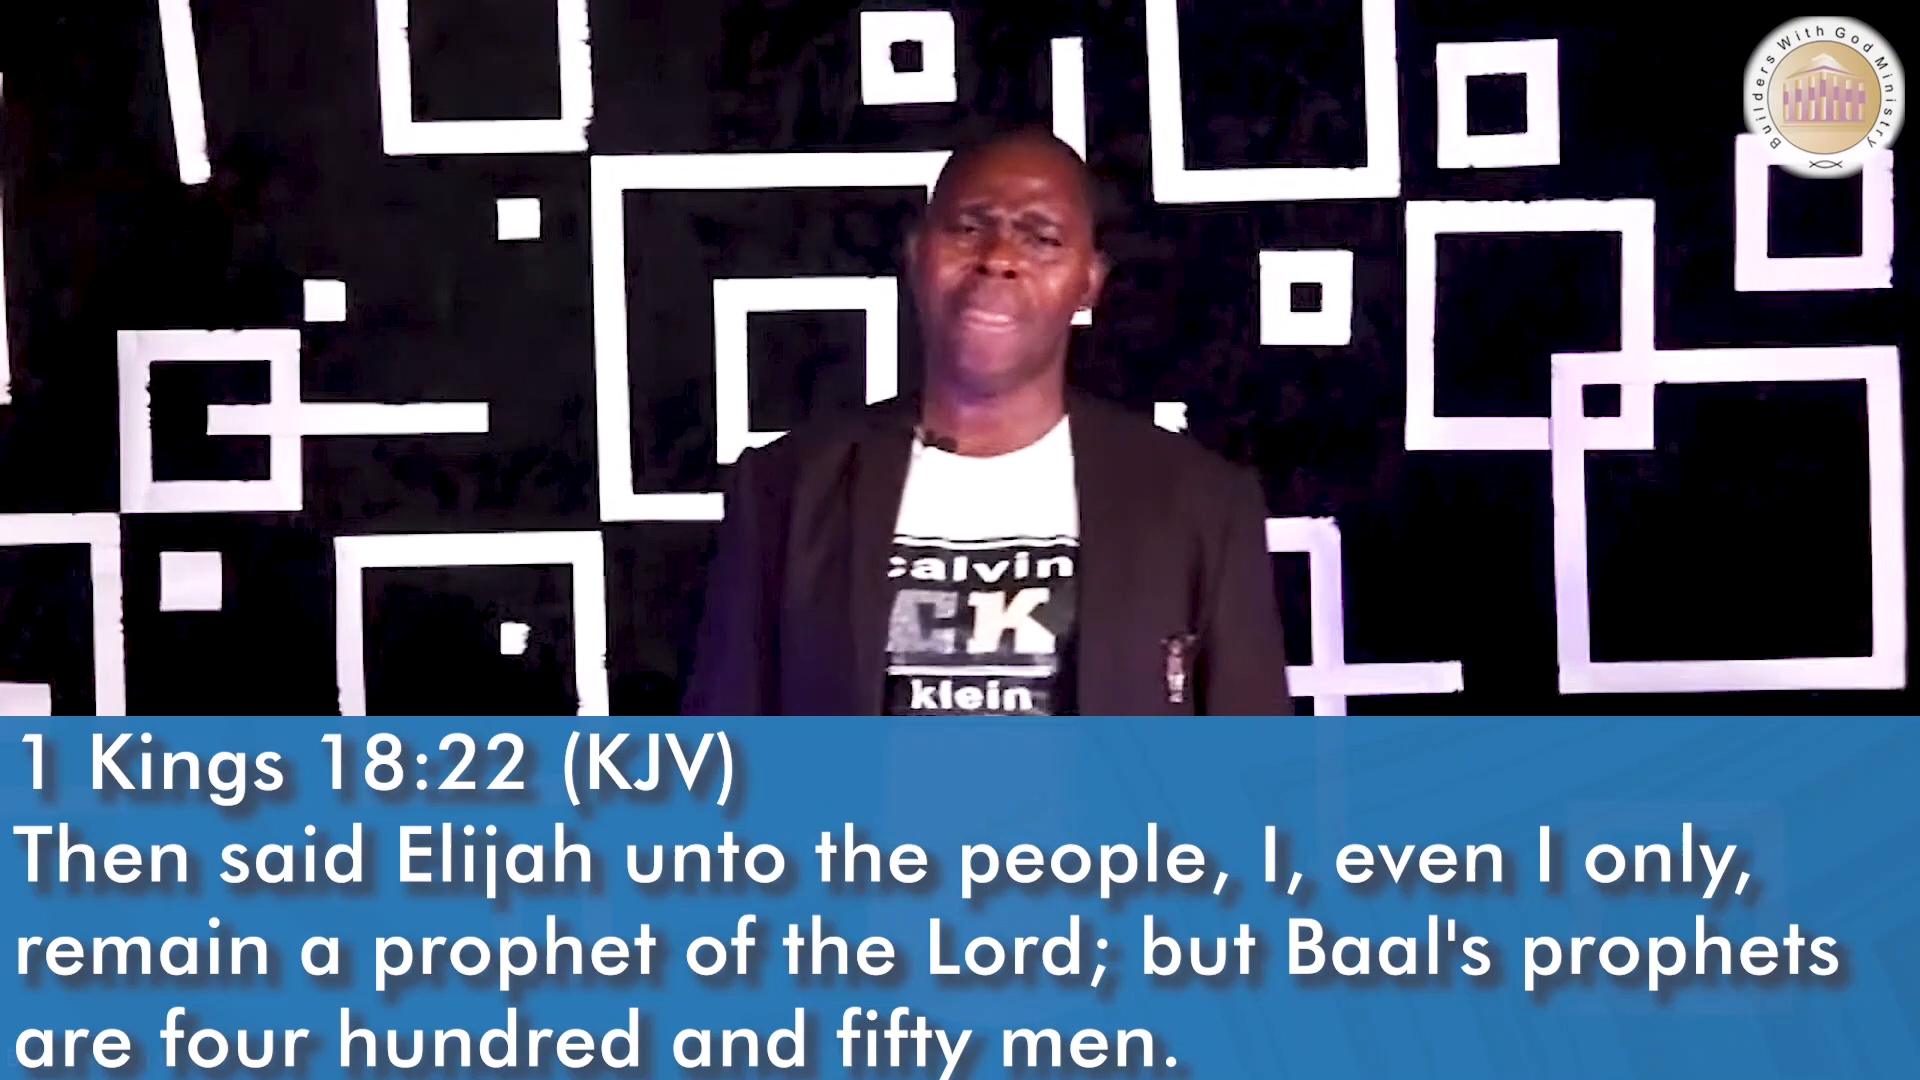 Builders With God Ministry
calvin
CK
klein
1 Kings 18:22 (KJV)
Then said Elijah unto the people, I, even I only,
remain a prophet of the Lord; but Baal's prophets
are four hundred and fifty men.